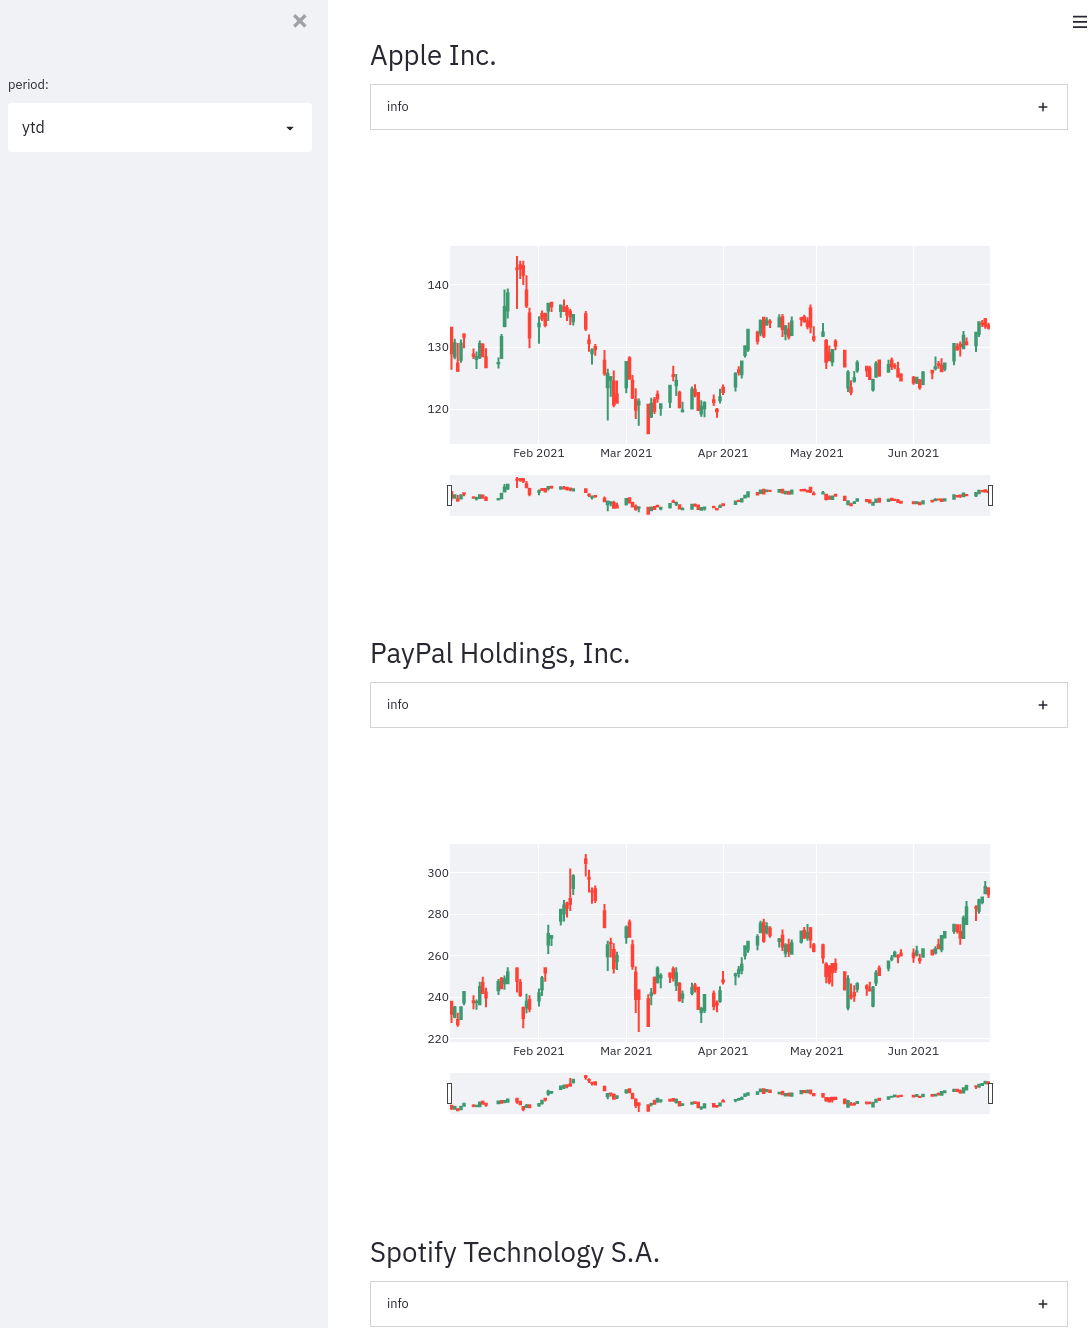 period:
ytd
Apple Inc.
info
140
130
120
Feb 2021 Mar 2021 Apr 2021 May 2021 Jun 2021
PayPal Holdings, Inc.
info
300
280
260
240
220
Feb 2021 Mar 2021 Apr 2021 May 2021 Jun 2021
Spotify Technology S.A.
info